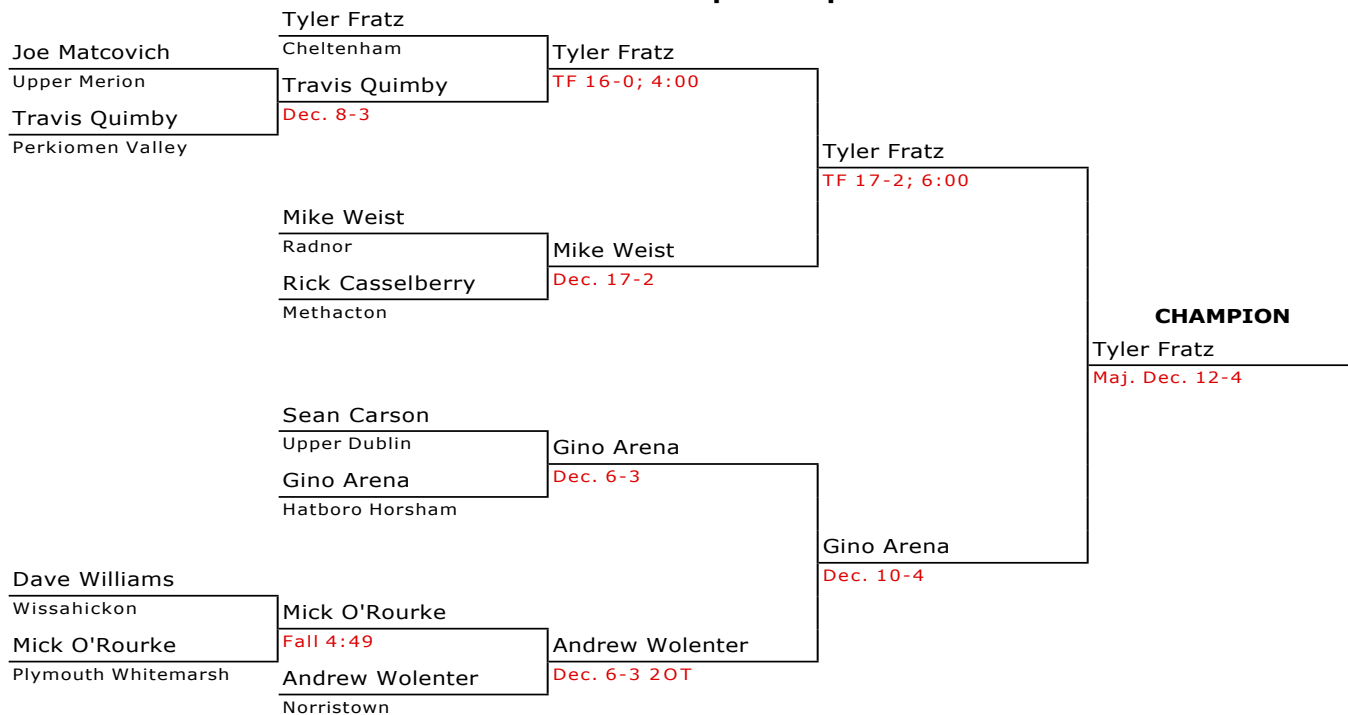 Tyler Fratz
Joe Matcovich
Cheltenham
Tyler Fratz
Upper Merion
Travis Quimby
TF 16-0; 4:00
Travis Quimby
Dec. 8-3
Perkiomen Valley
Tyler Fratz
TF 17-2; 6:00
Mike Weist
Radnor
Mike Weist
Rick Casselberry
Dec. 17-2
Methacton
CHAMPION
Tyler Fratz
Maj. Dec. 12-4
Sean Carson
Upper Dublin
Gino Arena
Gino Arena
Dec. 6-3
Hatboro Horsham
Gino Arena
Dec. 10-4
Dave Williams
Wissahickon
Mick O'Rourke
Mick O'Rourke
Fall 4:49
Andrew Wolenter
Plymouth Whitemarsh
Andrew Wolenter
Dec. 6-3 2OT
Norristown